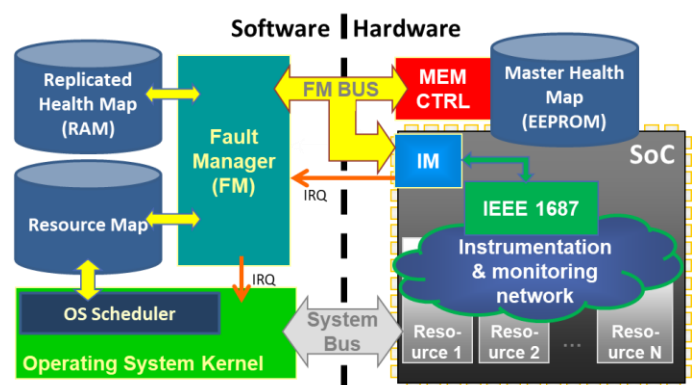 Software
Hardware
Replicated
Health Map
(RAM)
Fault
Manager
(FM)
FM BUS
MEM
CTRL
Master Health
Map
(EEPROM)
SoC
IM
IRQ
IEEE 1687
Resource Map
Instrumentation
& monitoring
network
IRQ
OS Scheduler
Operating System Kernel
System
Bus
Reso-
urce 1
Reso-
urce 2
...
Reso-
urce N